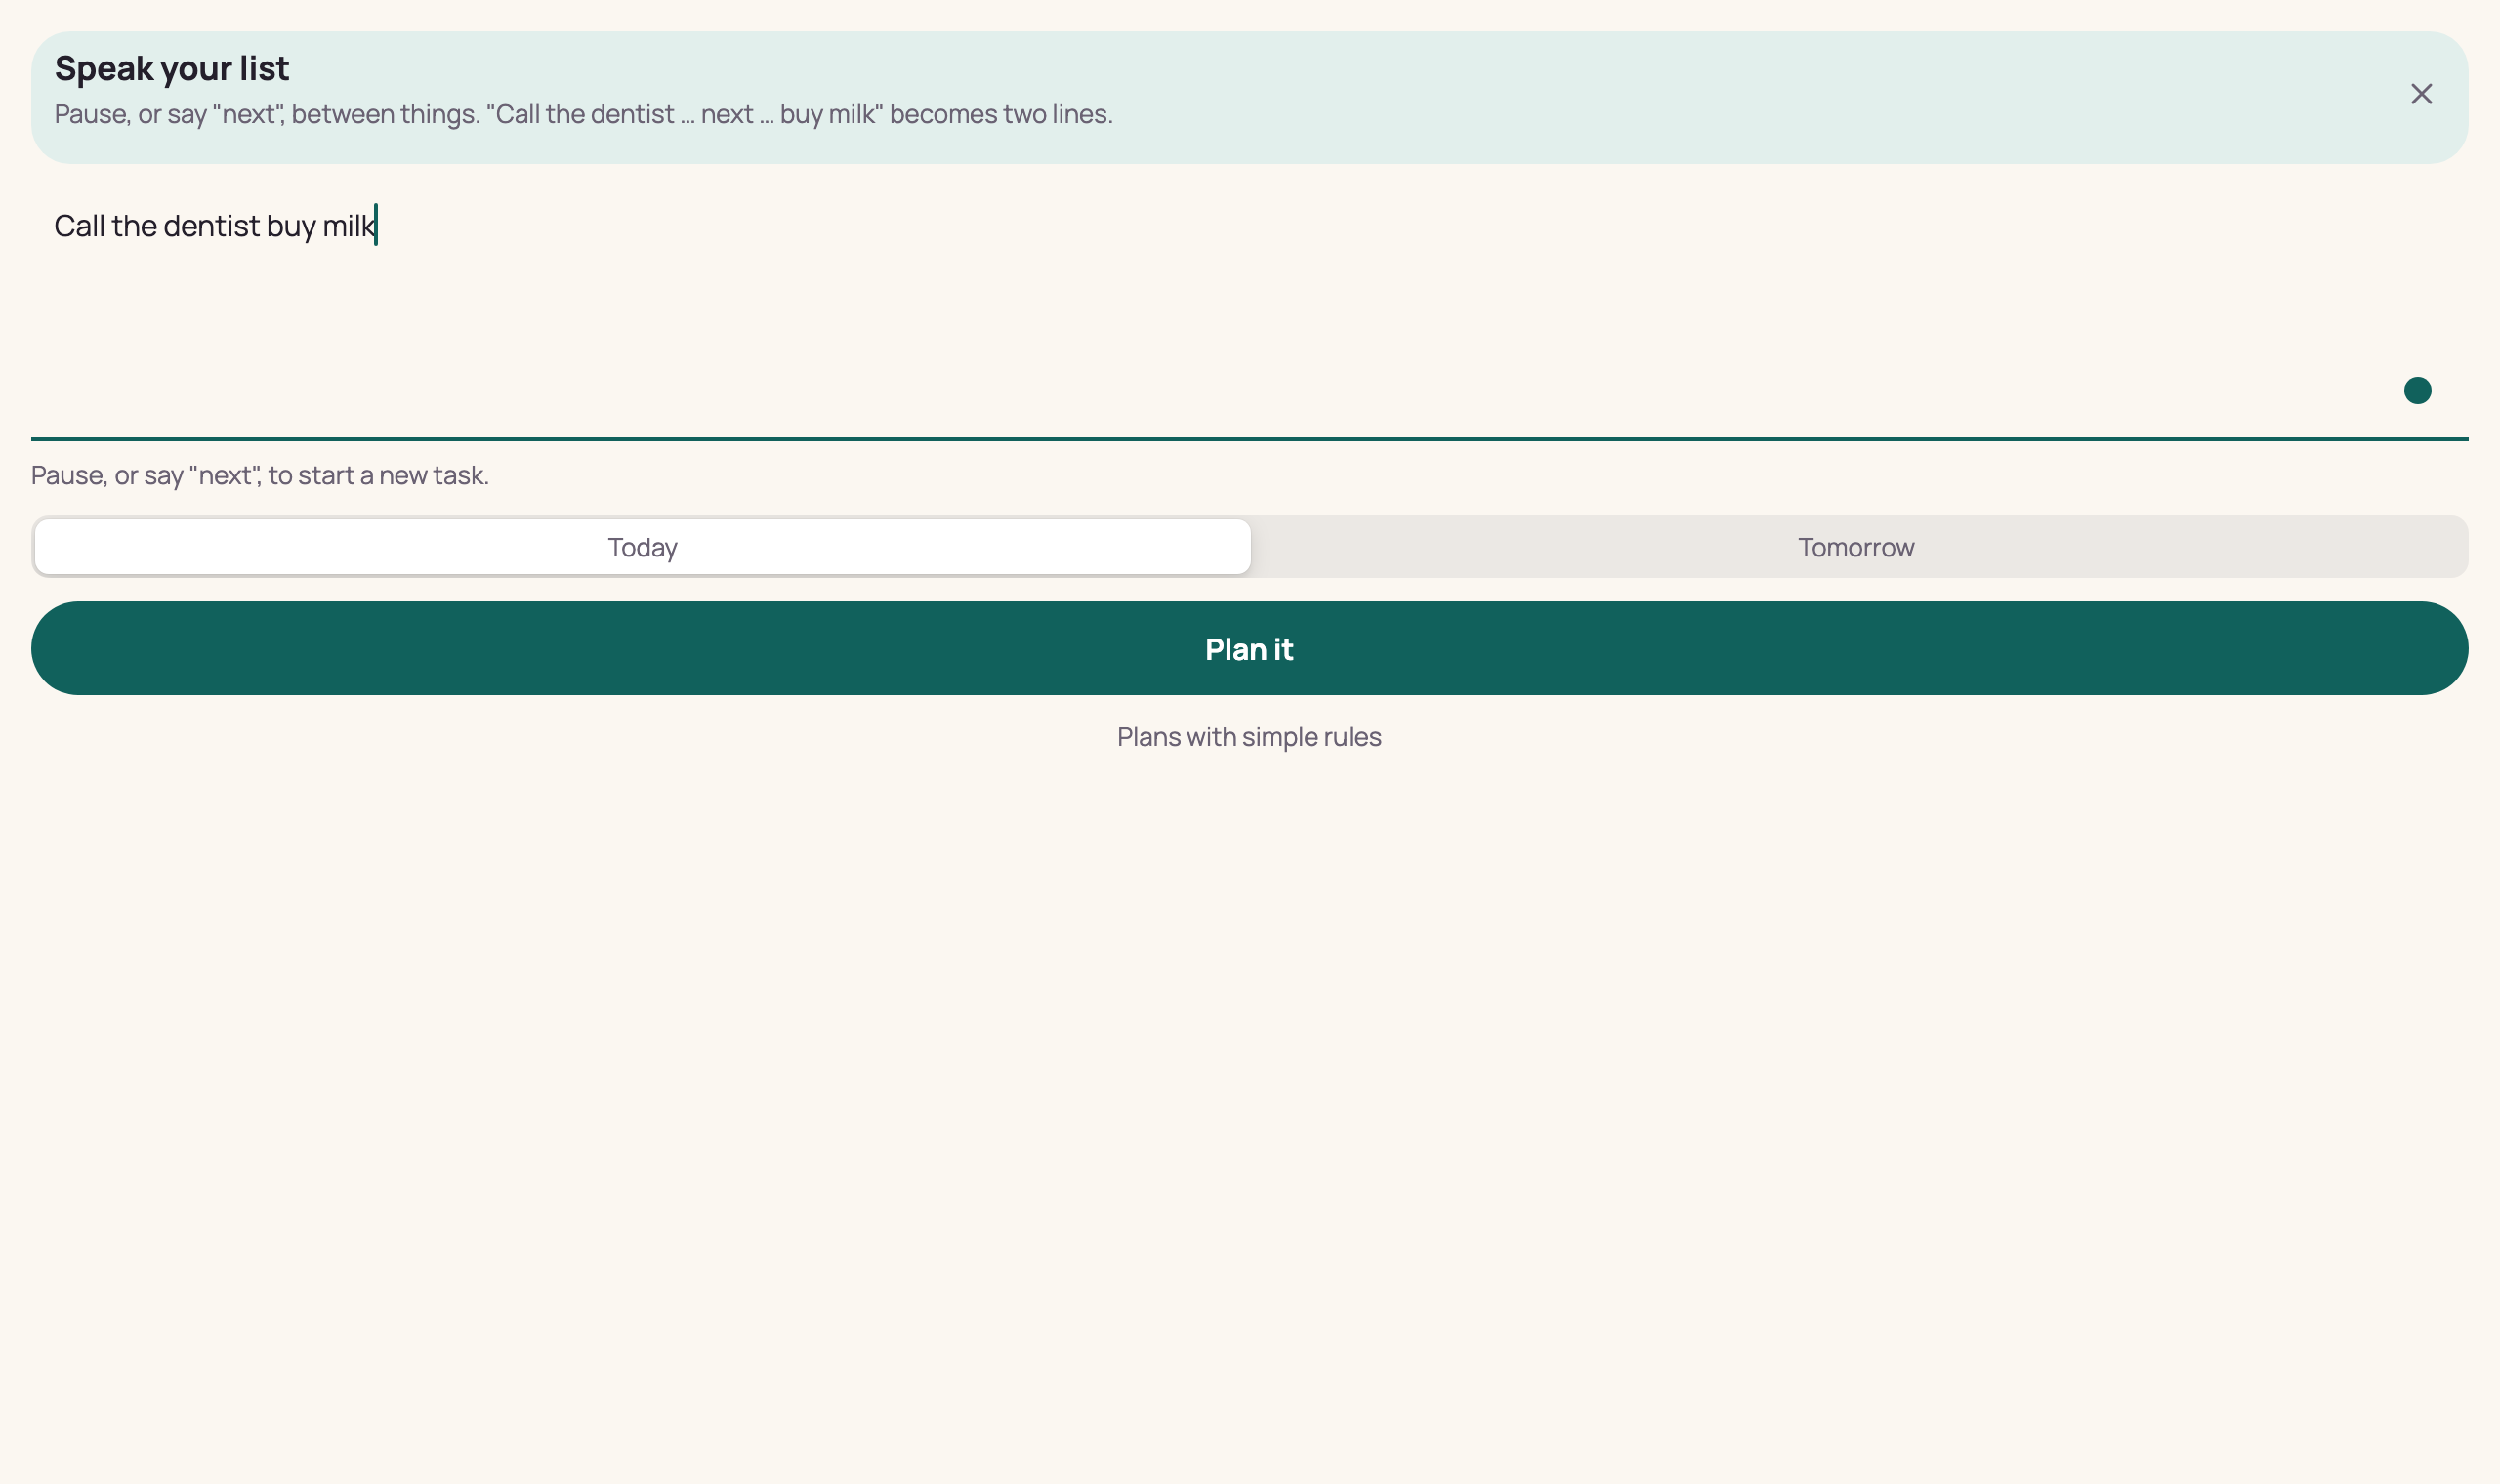 Speak your list
Pause, or say "next", between things. "Call the dentist ... next ... buy milk" becomes two lines.
Call the dentist buy milk
Pause, or say "next", to start a new task.
Today
Tomorrow
Plan it
Plans with simple rules